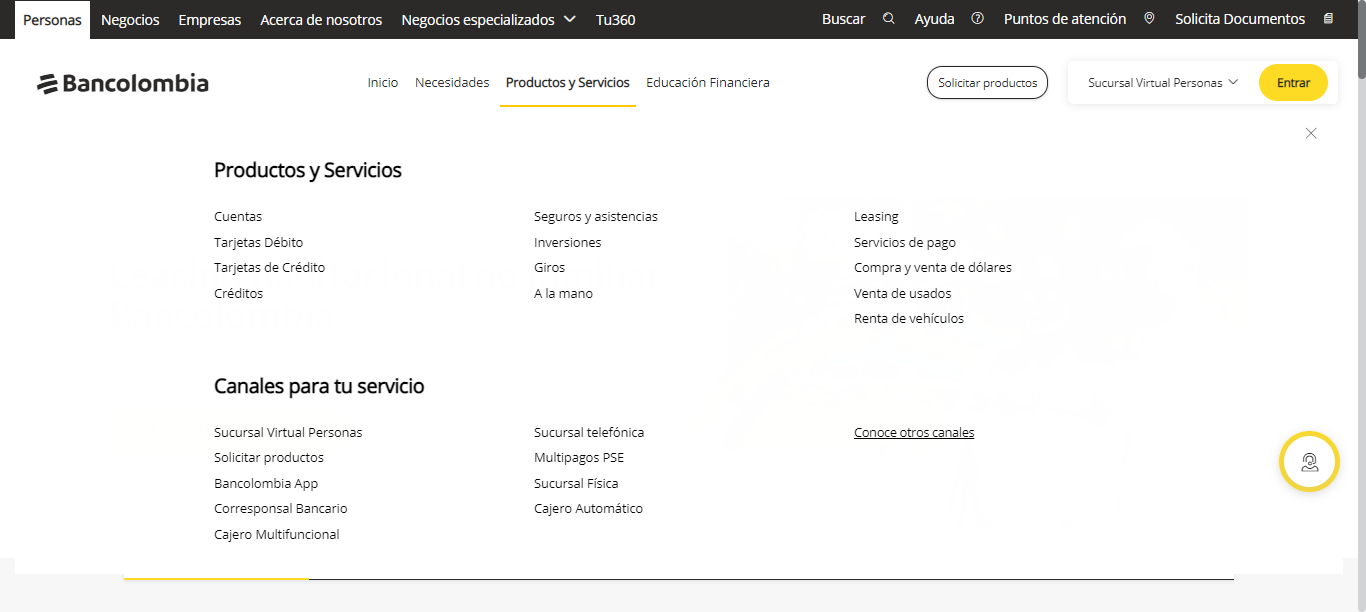 Personas Negocios Empresas Acerca de nosotros Negocios especializados Tu360 Buscar Ayuda Puntos de atención Solicita Documentos
Bancolombia Inicio Necesidades Productos y Servicios Educación Financiera Solicitar productos Sucursal Virtual Personas Entrar
Productos y Servicios
Cuentas
Tarjetas Débito
Tarjetas de Crédito
Créditos
Seguros y asistencias
Inversiones
Giros
A la mano
Leasing
Servicios de pago
Compra y venta de dólares
Venta de usados
Renta de vehículos
Canales para tu servicio
Sucursal Virtual Personas
Solicitar productos
Bancolombia App
Corresponsal Bancario
Cajero Multifuncional
Sucursal telefónica
Multipagos PSE
Sucursal Física
Cajero Automático
Conoce otros canales